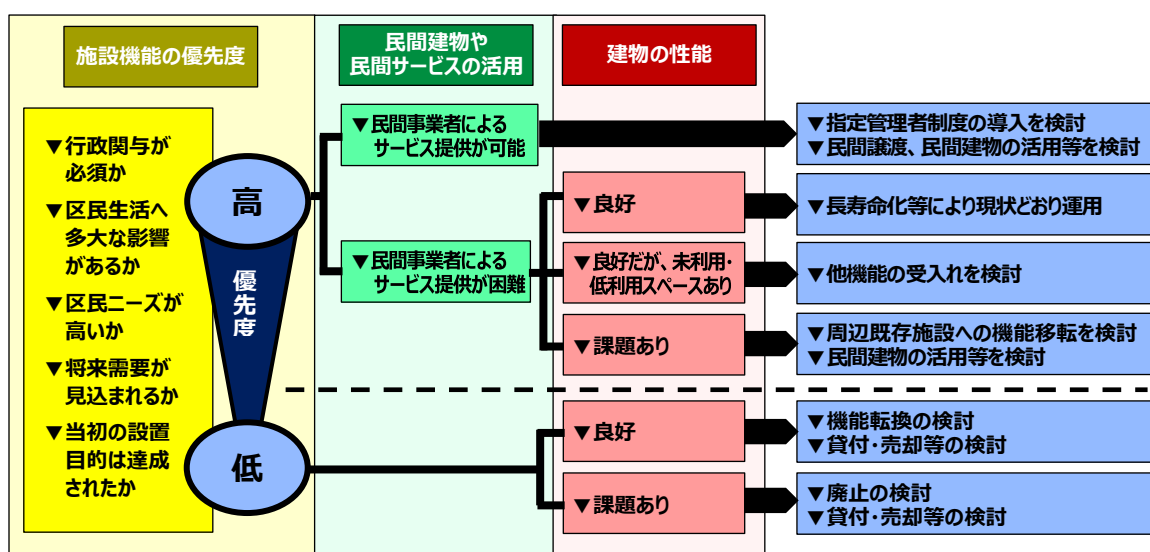 施設機能の優先度
民間建物や
民間サービスの活用
建物の性能
▼行政関与が
必須か
▼区民生活へ
多大な影響
があるか
▼区民ニーズが
高いか
▼将来需要が
見込まれるか
▼当初の設置
目的は達成
されたか
高
優先度
低
▼民間事業者による
サービス提供が可能
▼民間事業者による
サービス提供が困難
▼良好
▼良好だが、未利用・
低利用スペースあり
▼課題あり
▼良好
▼課題あり
▼指定管理者制度の導入を検討
▼民間譲渡、民間建物の活用等を検討
▼長寿命化等により現状どおり運用
▼他機能の受入れを検討
▼周辺既存施設への機能移転を検討
▼民間建物の活用等を検討
▼機能転換の検討
▼貸付・売却等の検討
▼廃止の検討
▼貸付・売却等の検討